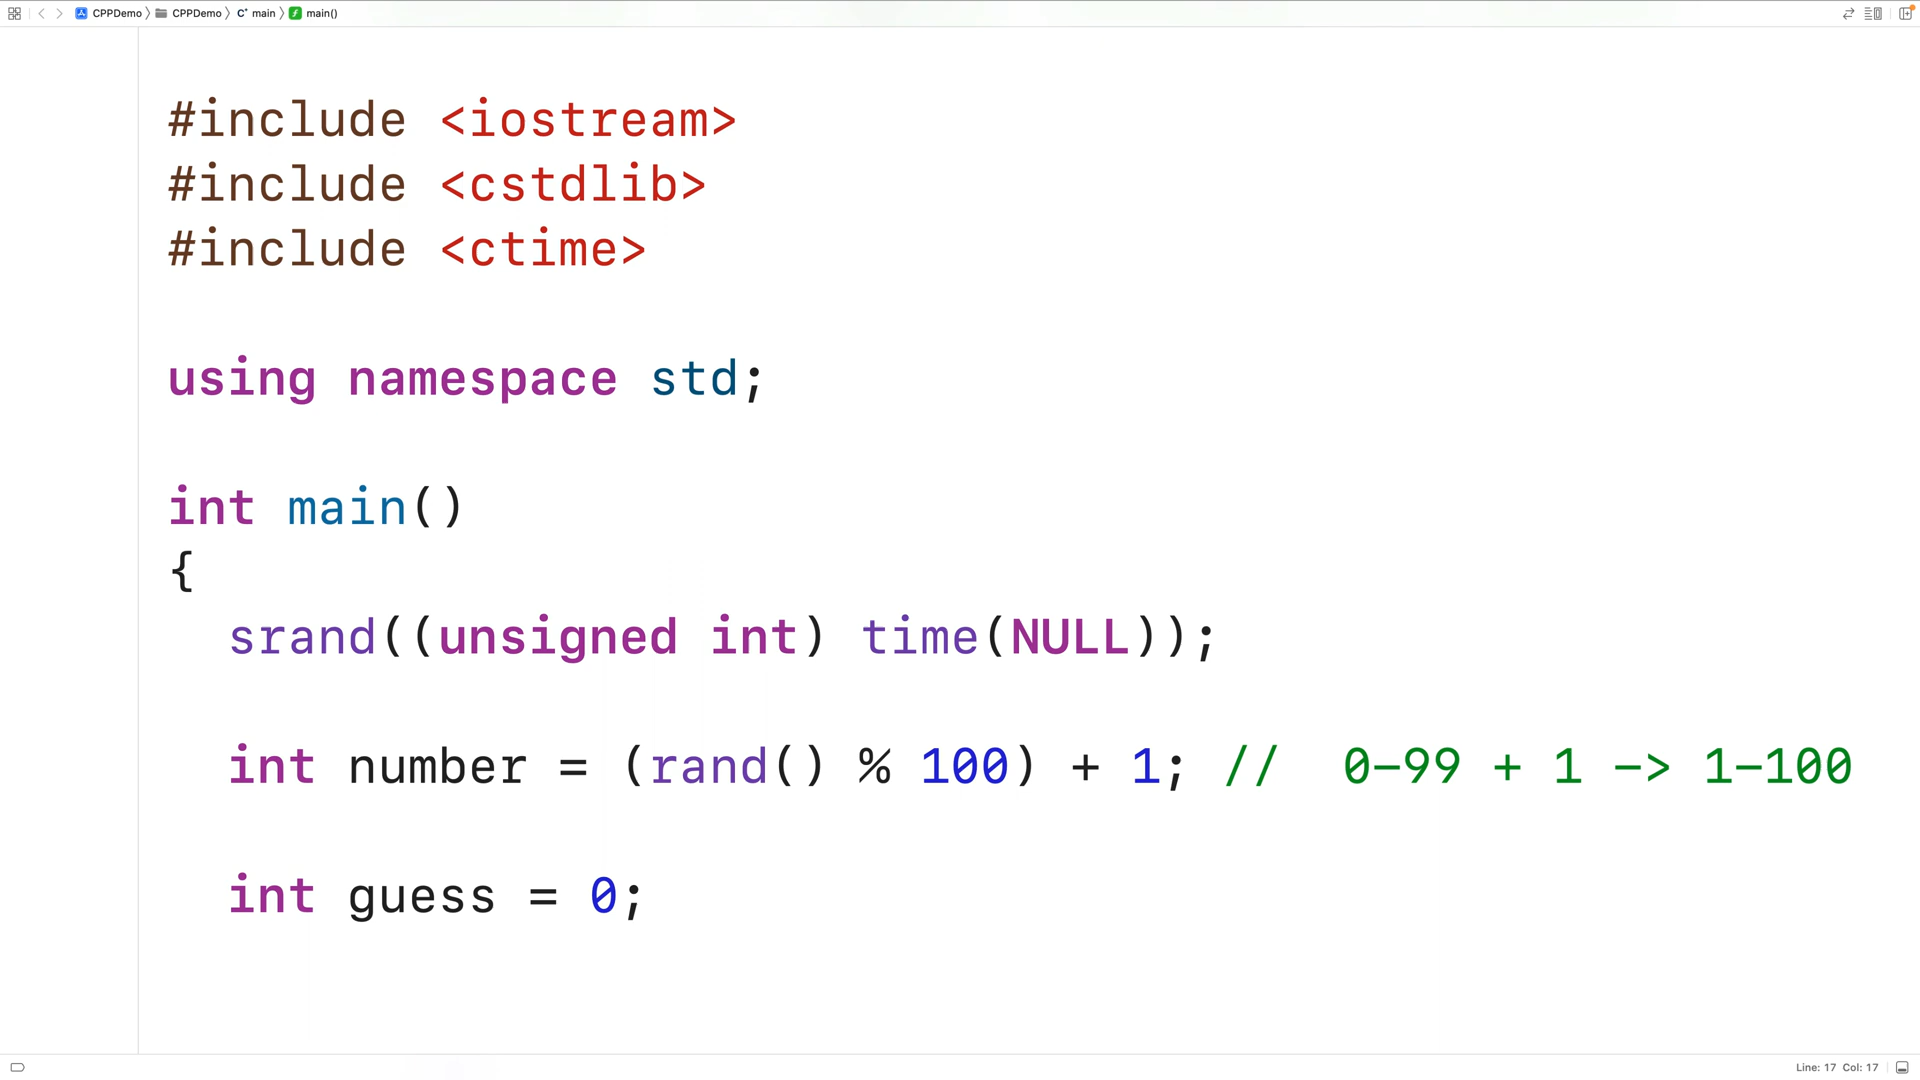 CPPDemo CPPDemo C+ main f main()
#include <iostream>
#include <cstdlib>
#include <ctime>
using namespace std;
int main()
{
srand((unsigned int) time(NULL));
int number = (rand() % 100) + 1; //  0-99 + 1 -> 1-100
int guess = 0;
Line: 17 Col: 17